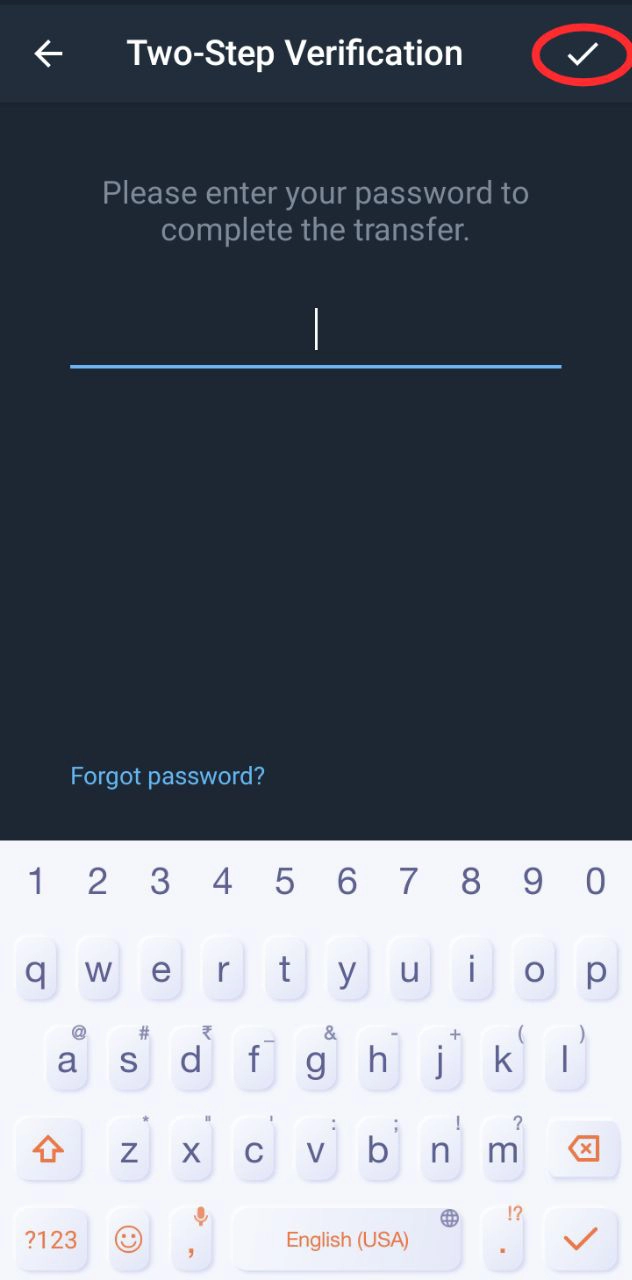 Two-Step Verification
Please enter your password to
complete the transfer.
Forgot password?
1 2 3 4 5 6 7 8 9 0
q w e r t y u i o p
@ # ₹ _ & - + ( )
a s d f g h j k l
* " ' : ; ! ?
z x c v b n m
!?
?123 , English (USA) .